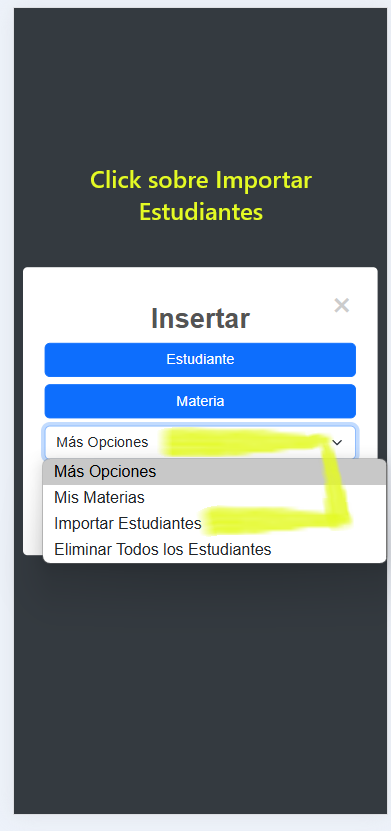 Click sobre Importar
Estudiantes
×
Insertar
Estudiante
Materia
Más Opciones
Más Opciones
Mis Materias
Importar Estudiantes
Eliminar Todos los Estudiantes